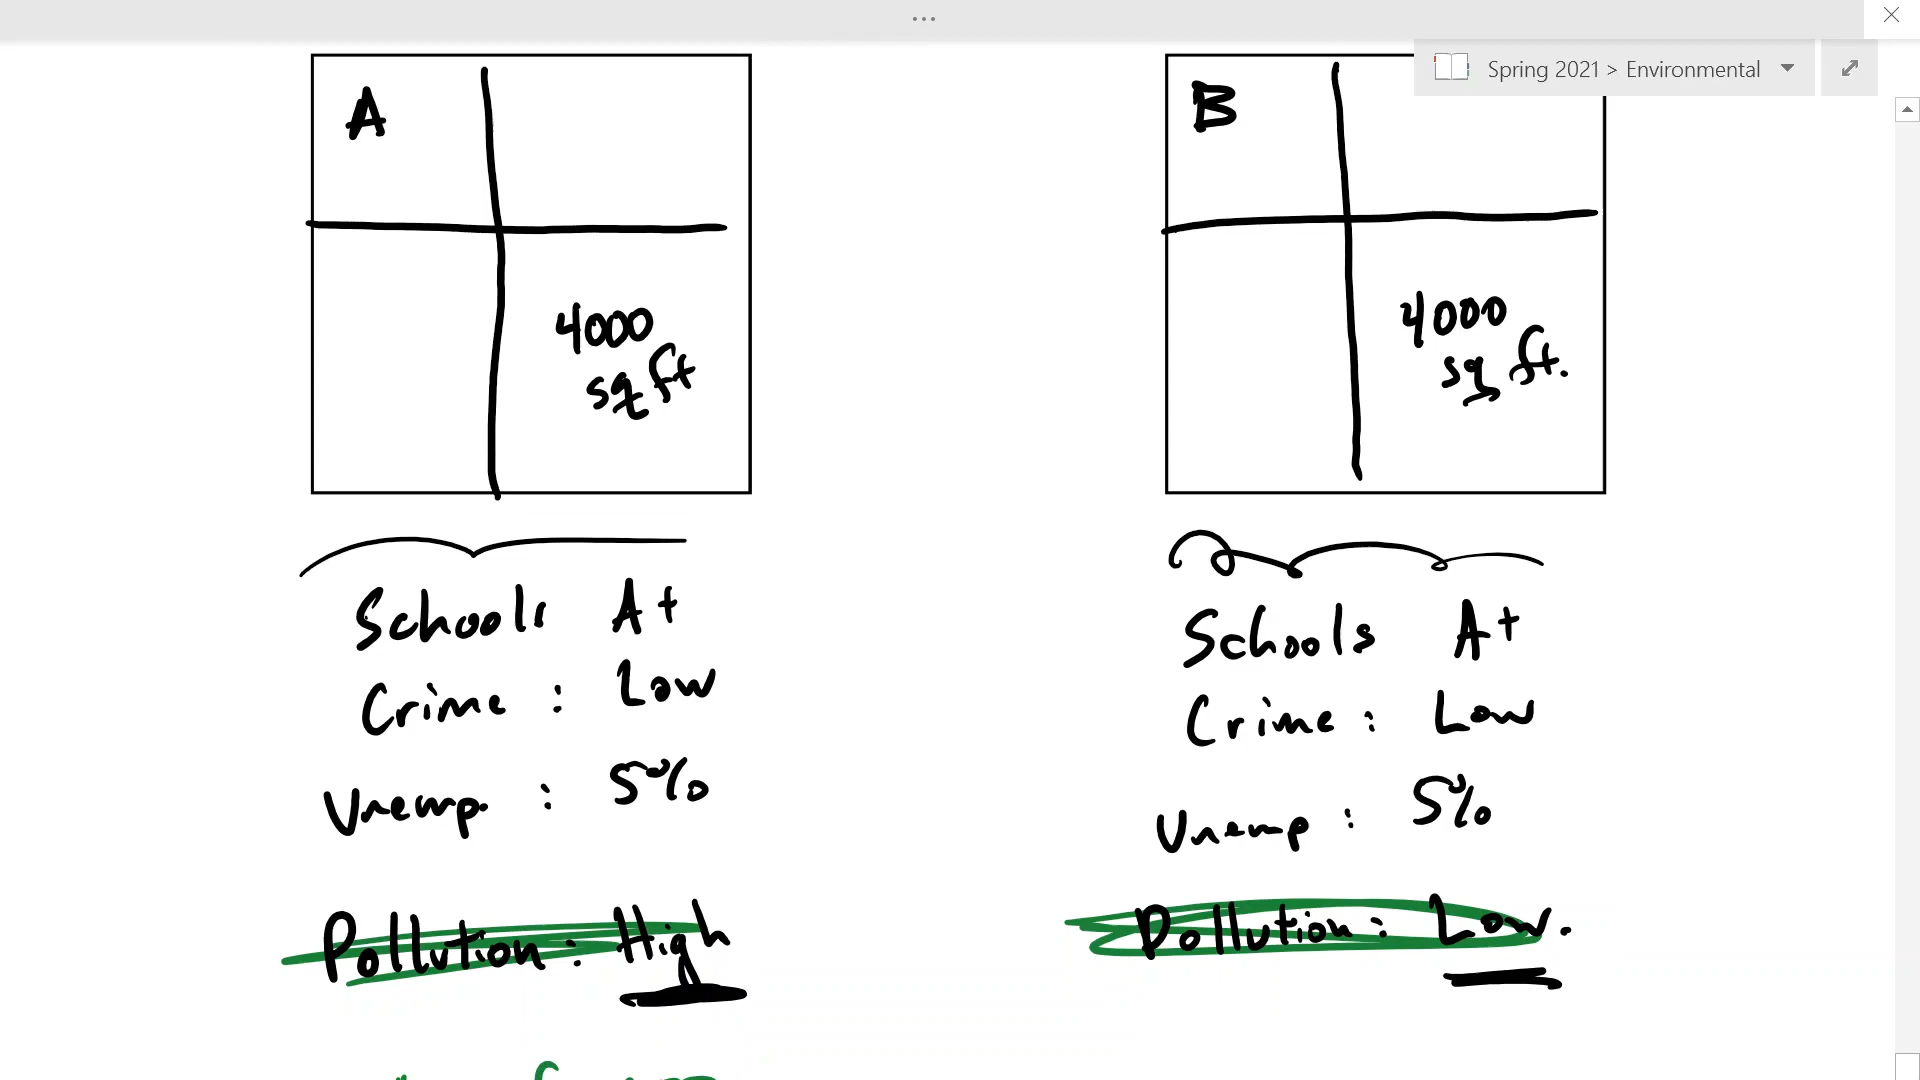 Spring 2021 > Environmental
A
4000
sq ft
Schools A+
Crime : Low
Unemp. : 5%
Pollution : High
B
4000
sq ft.
Schools A+
Crime : Low
Unemp : 5%
Pollution : Low.